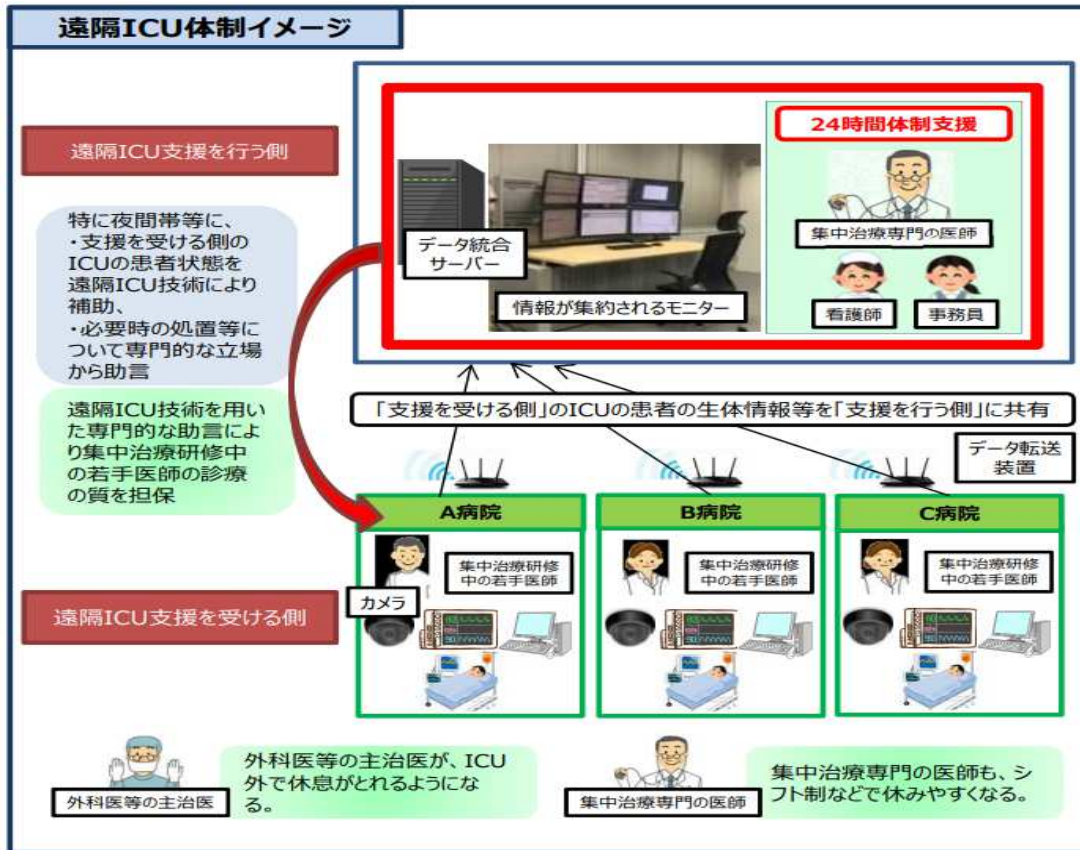 遠隔ICU体制イメージ
遠隔ICU支援を行う側
24時間体制支援
集中治療専門の医師
看護師
事務員
データ統合
サーバー
情報が集約されるモニター
特に夜間帯等に、
・支援を受ける側の
ICUの患者状態を
遠隔ICU技術により
補助、
・必要時の処置等に
ついて専門的な立場
から助言
遠隔ICU技術を用い
た専門的な助言によ
り集中治療研修中
の若手医師の診療
の質を担保
「支援を受ける側」のICUの患者の生体情報等を「支援を行う側」に共有
データ転送
装置
A病院
B病院
C病院
集中治療研修
中の若手医師
集中治療研修
中の若手医師
集中治療研修
中の若手医師
カメラ
遠隔ICU支援を受ける側
外科医等の主治医
外科医等の主治医が、ICU
外で休息がとれるようにな
る。
集中治療専門の医師
集中治療専門の医師も、シ
フト制などで休みやすくなる。